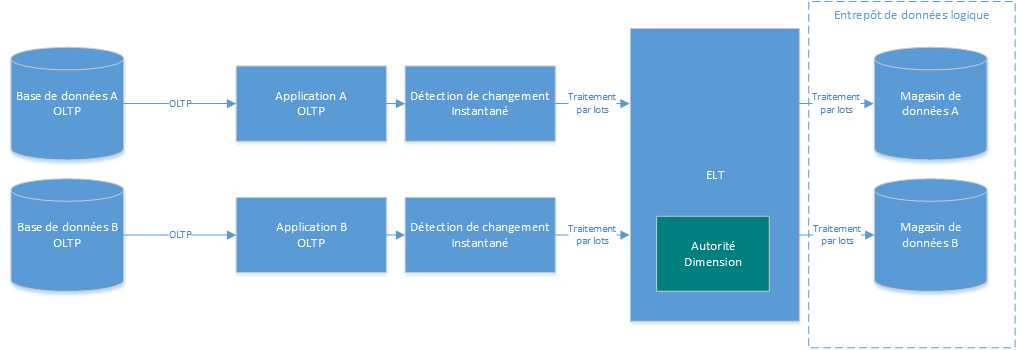 Entrepôt de données logique
Base de données A
OLTP
OLTP
Application A
OLTP
Détection de changement
Instantané
Traitement
par lots
Traitement
par lots
Magasin de
données A
ELT
Base de données B
OLTP
OLTP
Application B
OLTP
Détection de changement
Instantané
Traitement
par lots
Autorité
Dimension
Traitement
par lots
Magasin de
données B